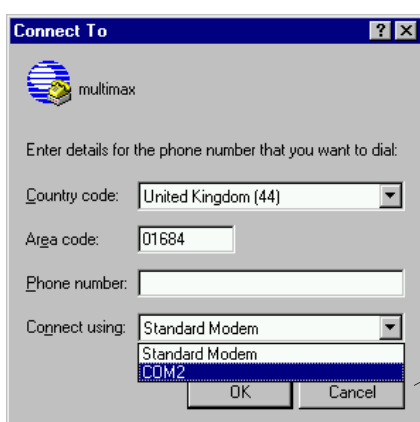 Connect To
multimax
Enter details for the phone number that you want to dial:
Country code: United Kingdom (44)
Area code: 01684
Phone number:
Connect using: Standard Modem
Standard Modem
COM2
OK Cancel